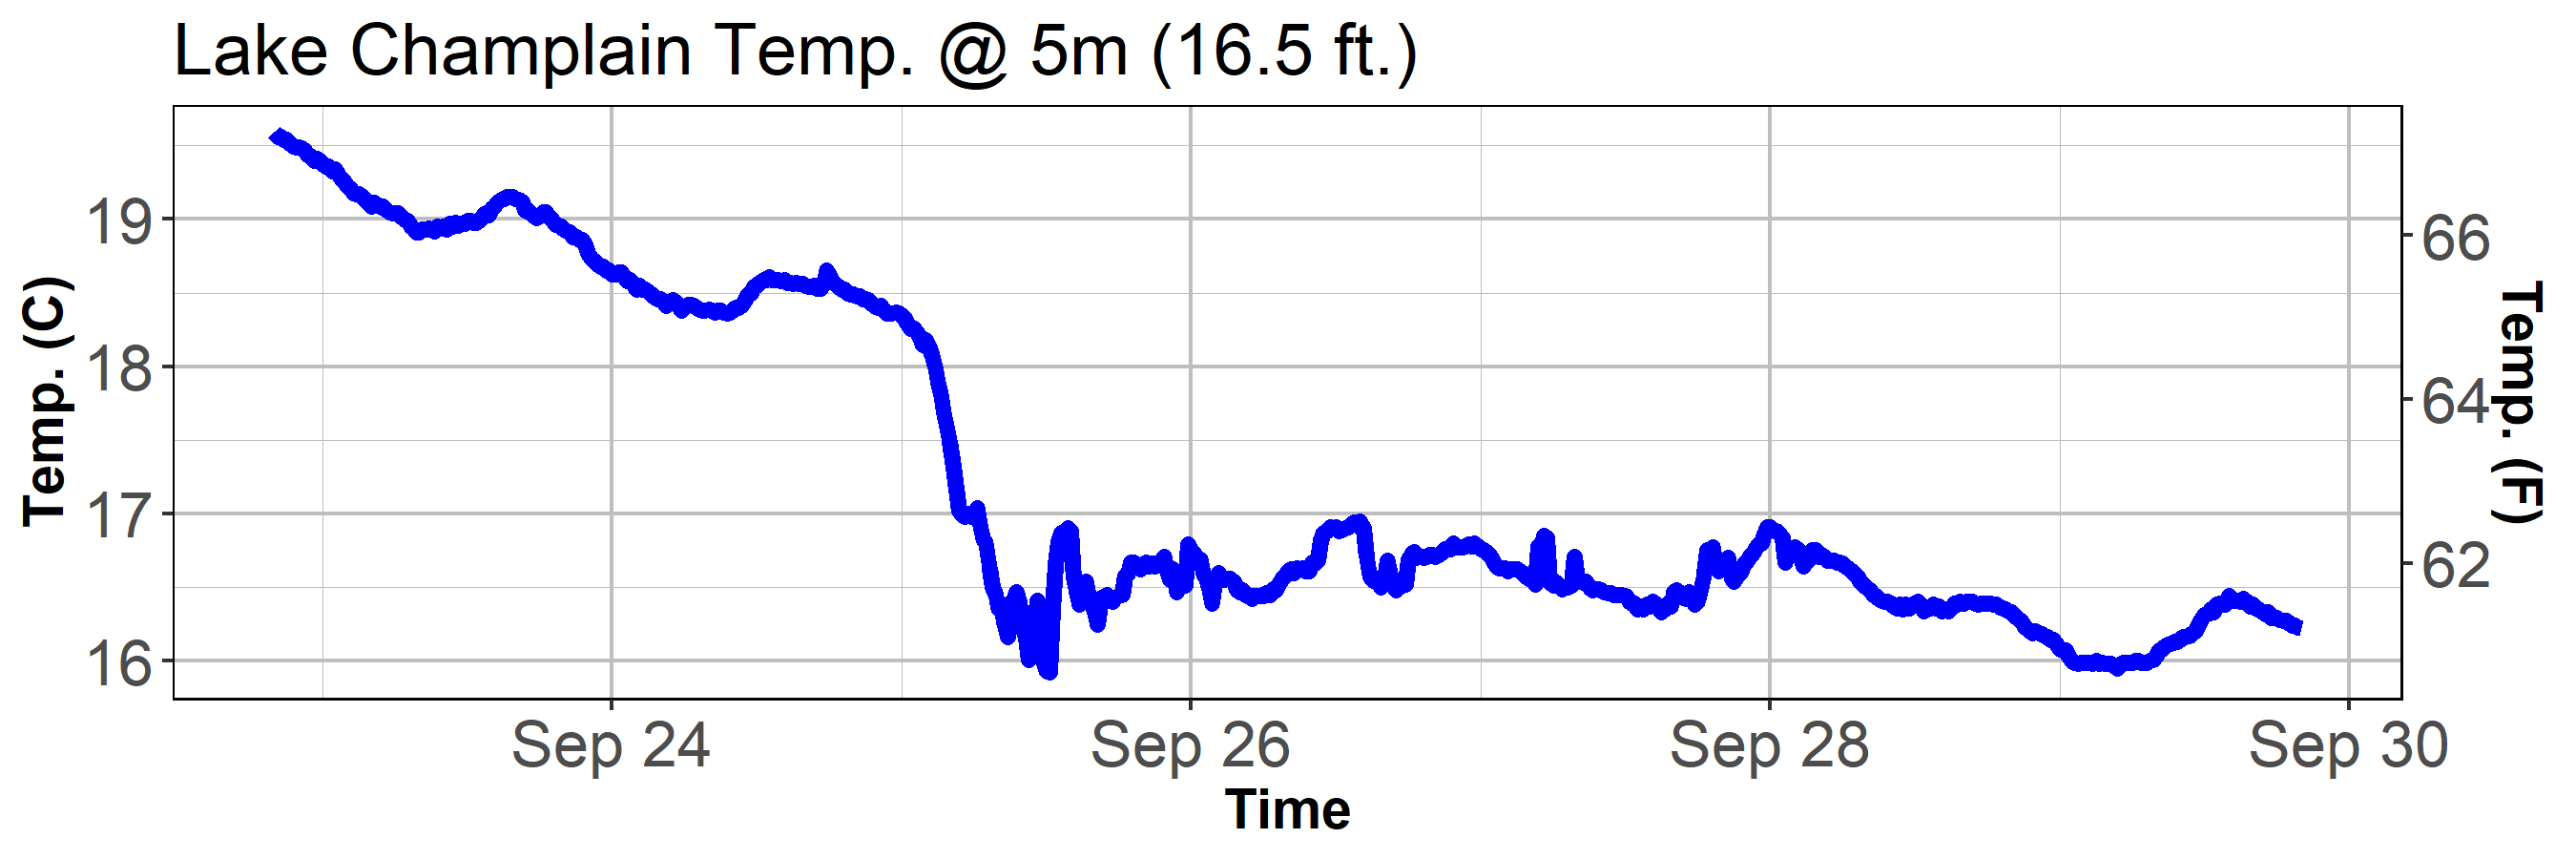 Lake Champlain Temp. @ 5m (16.5 ft.)
Temp. (C)
19
18
17
16
66
64
62
Temp. (F)
Sep 24
Sep 26
Sep 28
Sep 30
Time